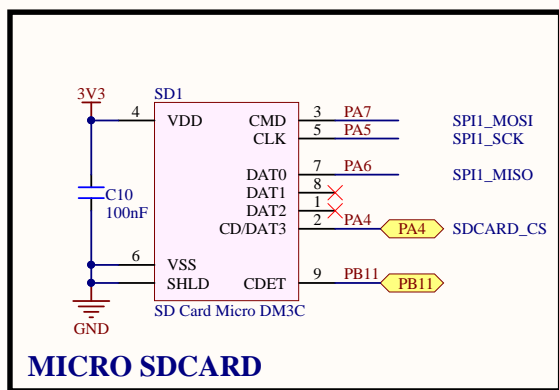 3V3
SD1
4 VDD CMD 3 PA7 SPI1_MOSI
CLK 5 PA5 SPI1_SCK
DAT0 7 PA6 SPI1_MISO
C10 DAT1 8
100nF DAT2 1
CD/DAT3 2 PA4 PA4 SDCARD_CS
6 VSS
SHLD CDET 9 PB11 PB11
GND
SD Card Micro DM3C
MICRO SDCARD